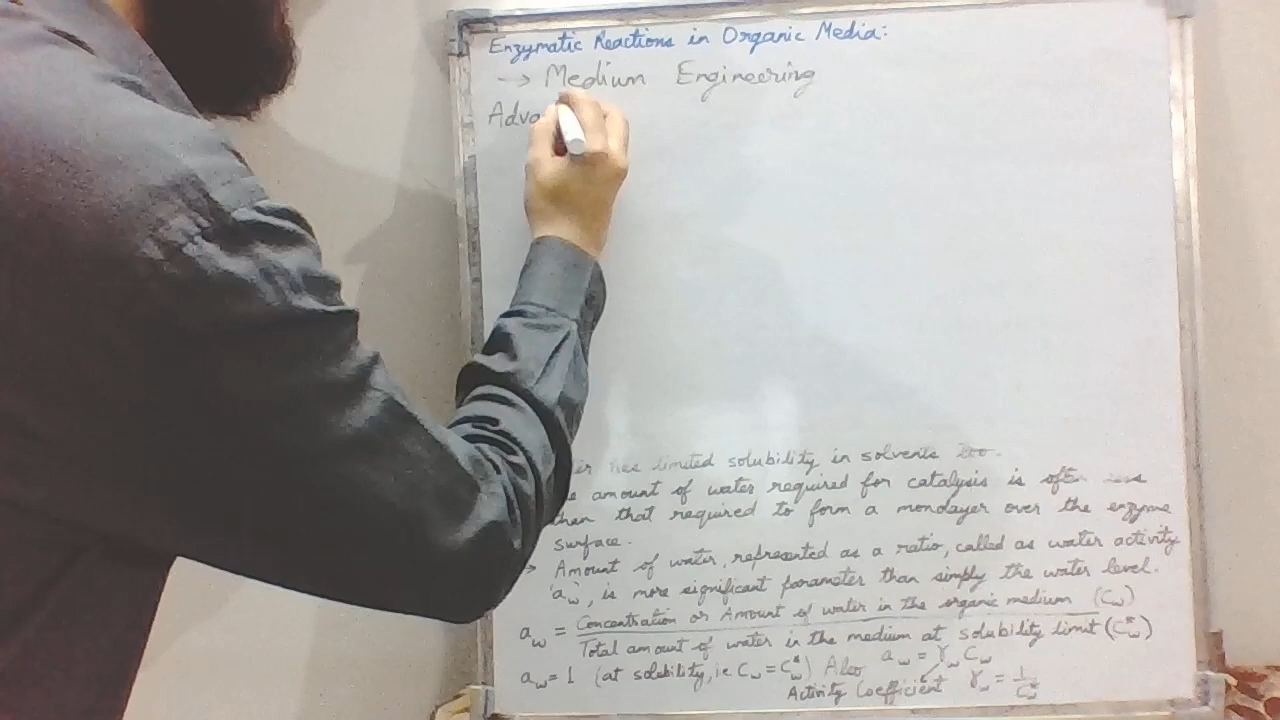 Enzymatic Reactions in Organic Media:
→ Medium Engineering
Adva
er has limited solubility in solvents too.
e amount of water required for catalysis is often less
than that required to form a monolayer over the enzyme
surface.
→ Amount of water, represented as a ratio, called as water activity
'aw', is more significant parameter than simply the water level.
aw = Concentration or Amount of water in the organic medium (Cw)
Total amount of water in the medium at solubility limit (C*w)
aw = 1 (at solubility, ie Cw = C*w) Also aw = γw Cw
Activity Coefficient γw = 1/C*w